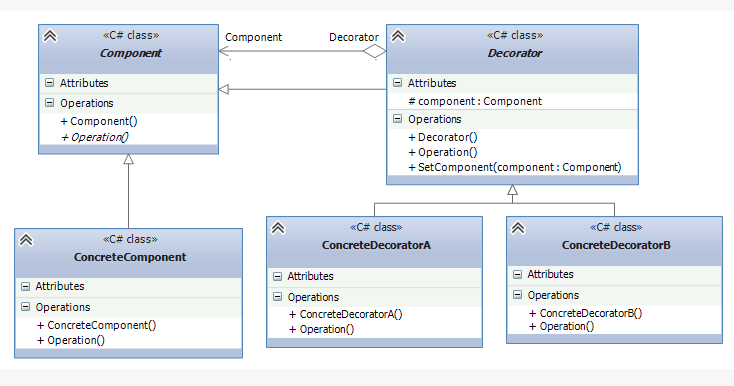 «C# class»
Component
Attributes
Operations
+ Component()
+ Operation()
Component
Decorator
«C# class»
Decorator
Attributes
# component : Component
Operations
+ Decorator()
+ Operation()
+ SetComponent(component : Component)
«C# class»
ConcreteComponent
Attributes
Operations
+ ConcreteComponent()
+ Operation()
«C# class»
ConcreteDecoratorA
Attributes
Operations
+ ConcreteDecoratorA()
+ Operation()
«C# class»
ConcreteDecoratorB
Attributes
Operations
+ ConcreteDecoratorB()
+ Operation()